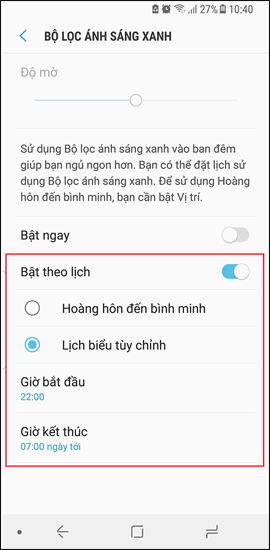 27% 10:40
BỘ LỌC ÁNH SÁNG XANH
Độ mờ
Sử dụng Bộ lọc ánh sáng xanh vào ban đêm
giúp bạn ngủ ngon hơn. Bạn có thể đặt lịch sử
dụng Bộ lọc ánh sáng xanh. Để sử dụng Hoàng
hôn đến bình minh, bạn cần bật Vị trí.
Bật ngay
Bật theo lịch
Hoàng hôn đến bình minh
Lịch biểu tùy chỉnh
Giờ bắt đầu
22:00
Giờ kết thúc
07:00 ngày tới